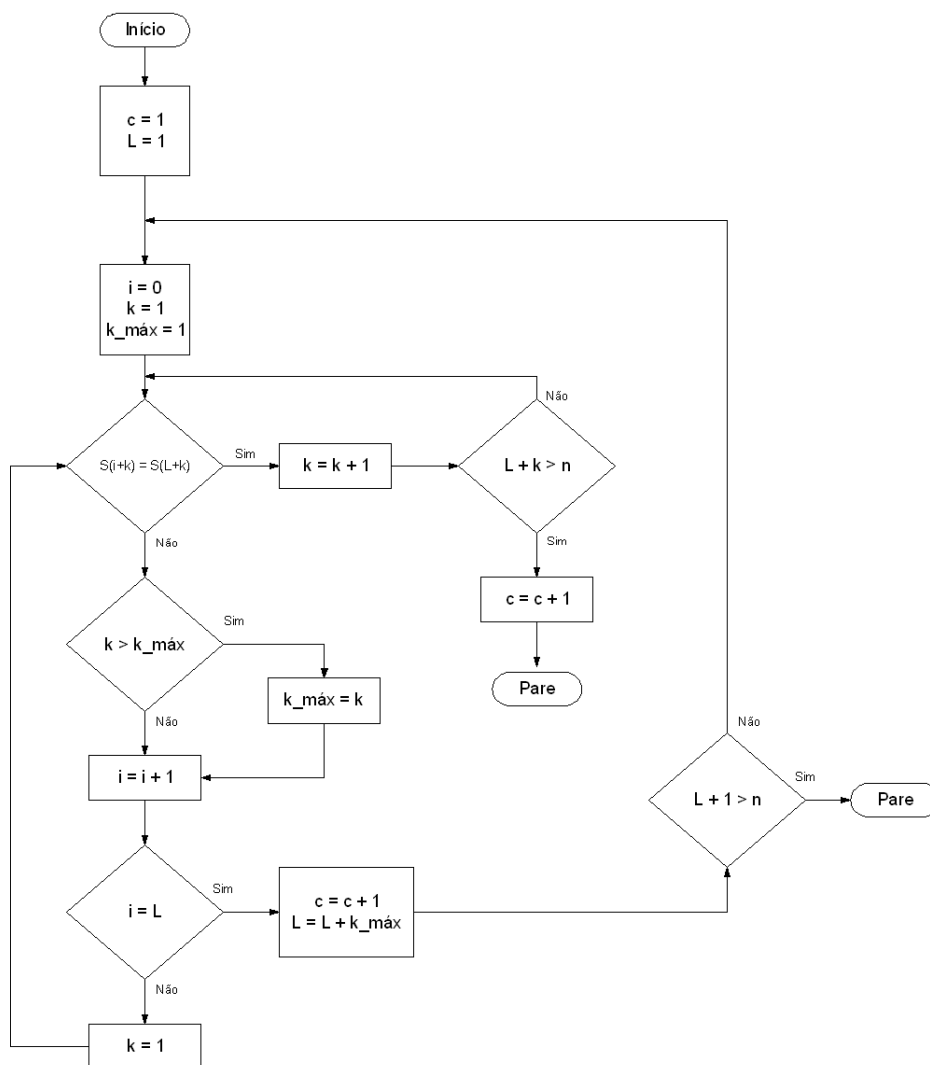 Início
c = 1
L = 1
i = 0
k = 1
k_máx = 1
Não
S(i+k) = S(L+k)
Sim
k = k + 1
L + k > n
Não
Sim
c = c + 1
k > k_máx
Sim
Pare
k_máx = k
Não
Não
i = i + 1
L + 1 > n
Sim
Pare
i = L
Sim
c = c + 1
L = L + k_máx
Não
k = 1